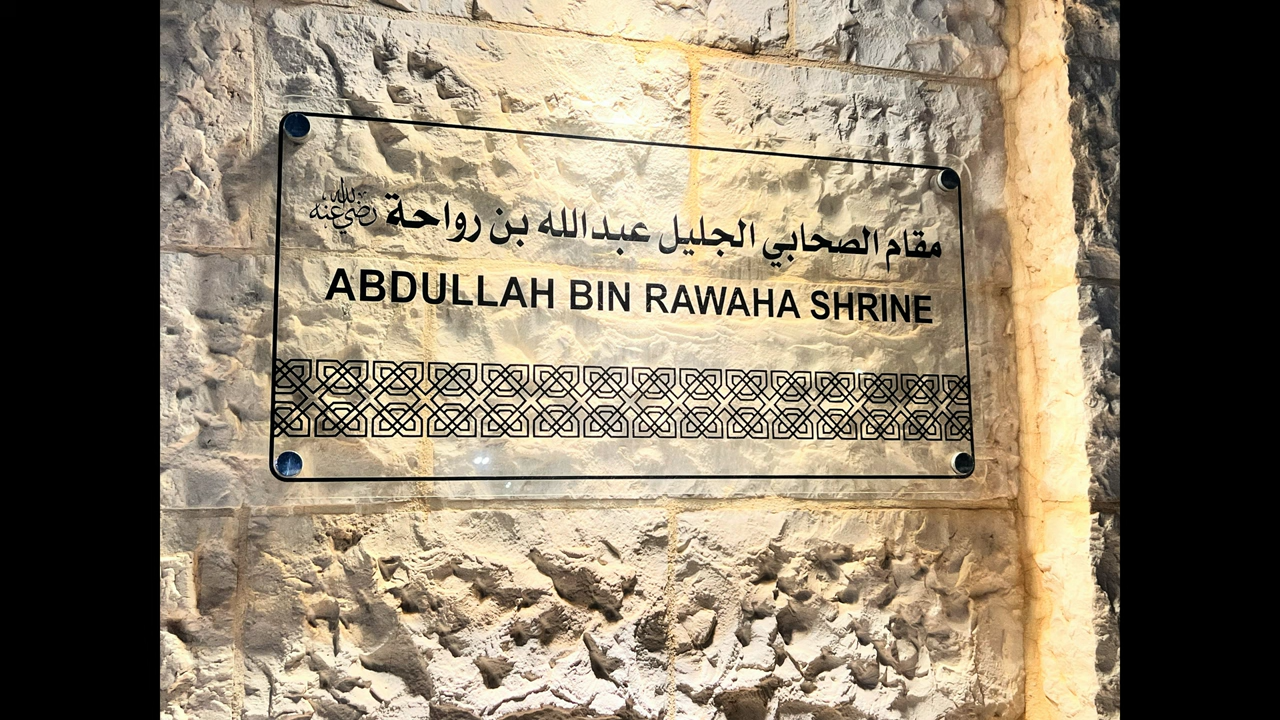 مقام الصحابي الجليل عبدالله بن رواحة رضي الله عنه
ABDULLAH BIN RAWAHA SHRINE